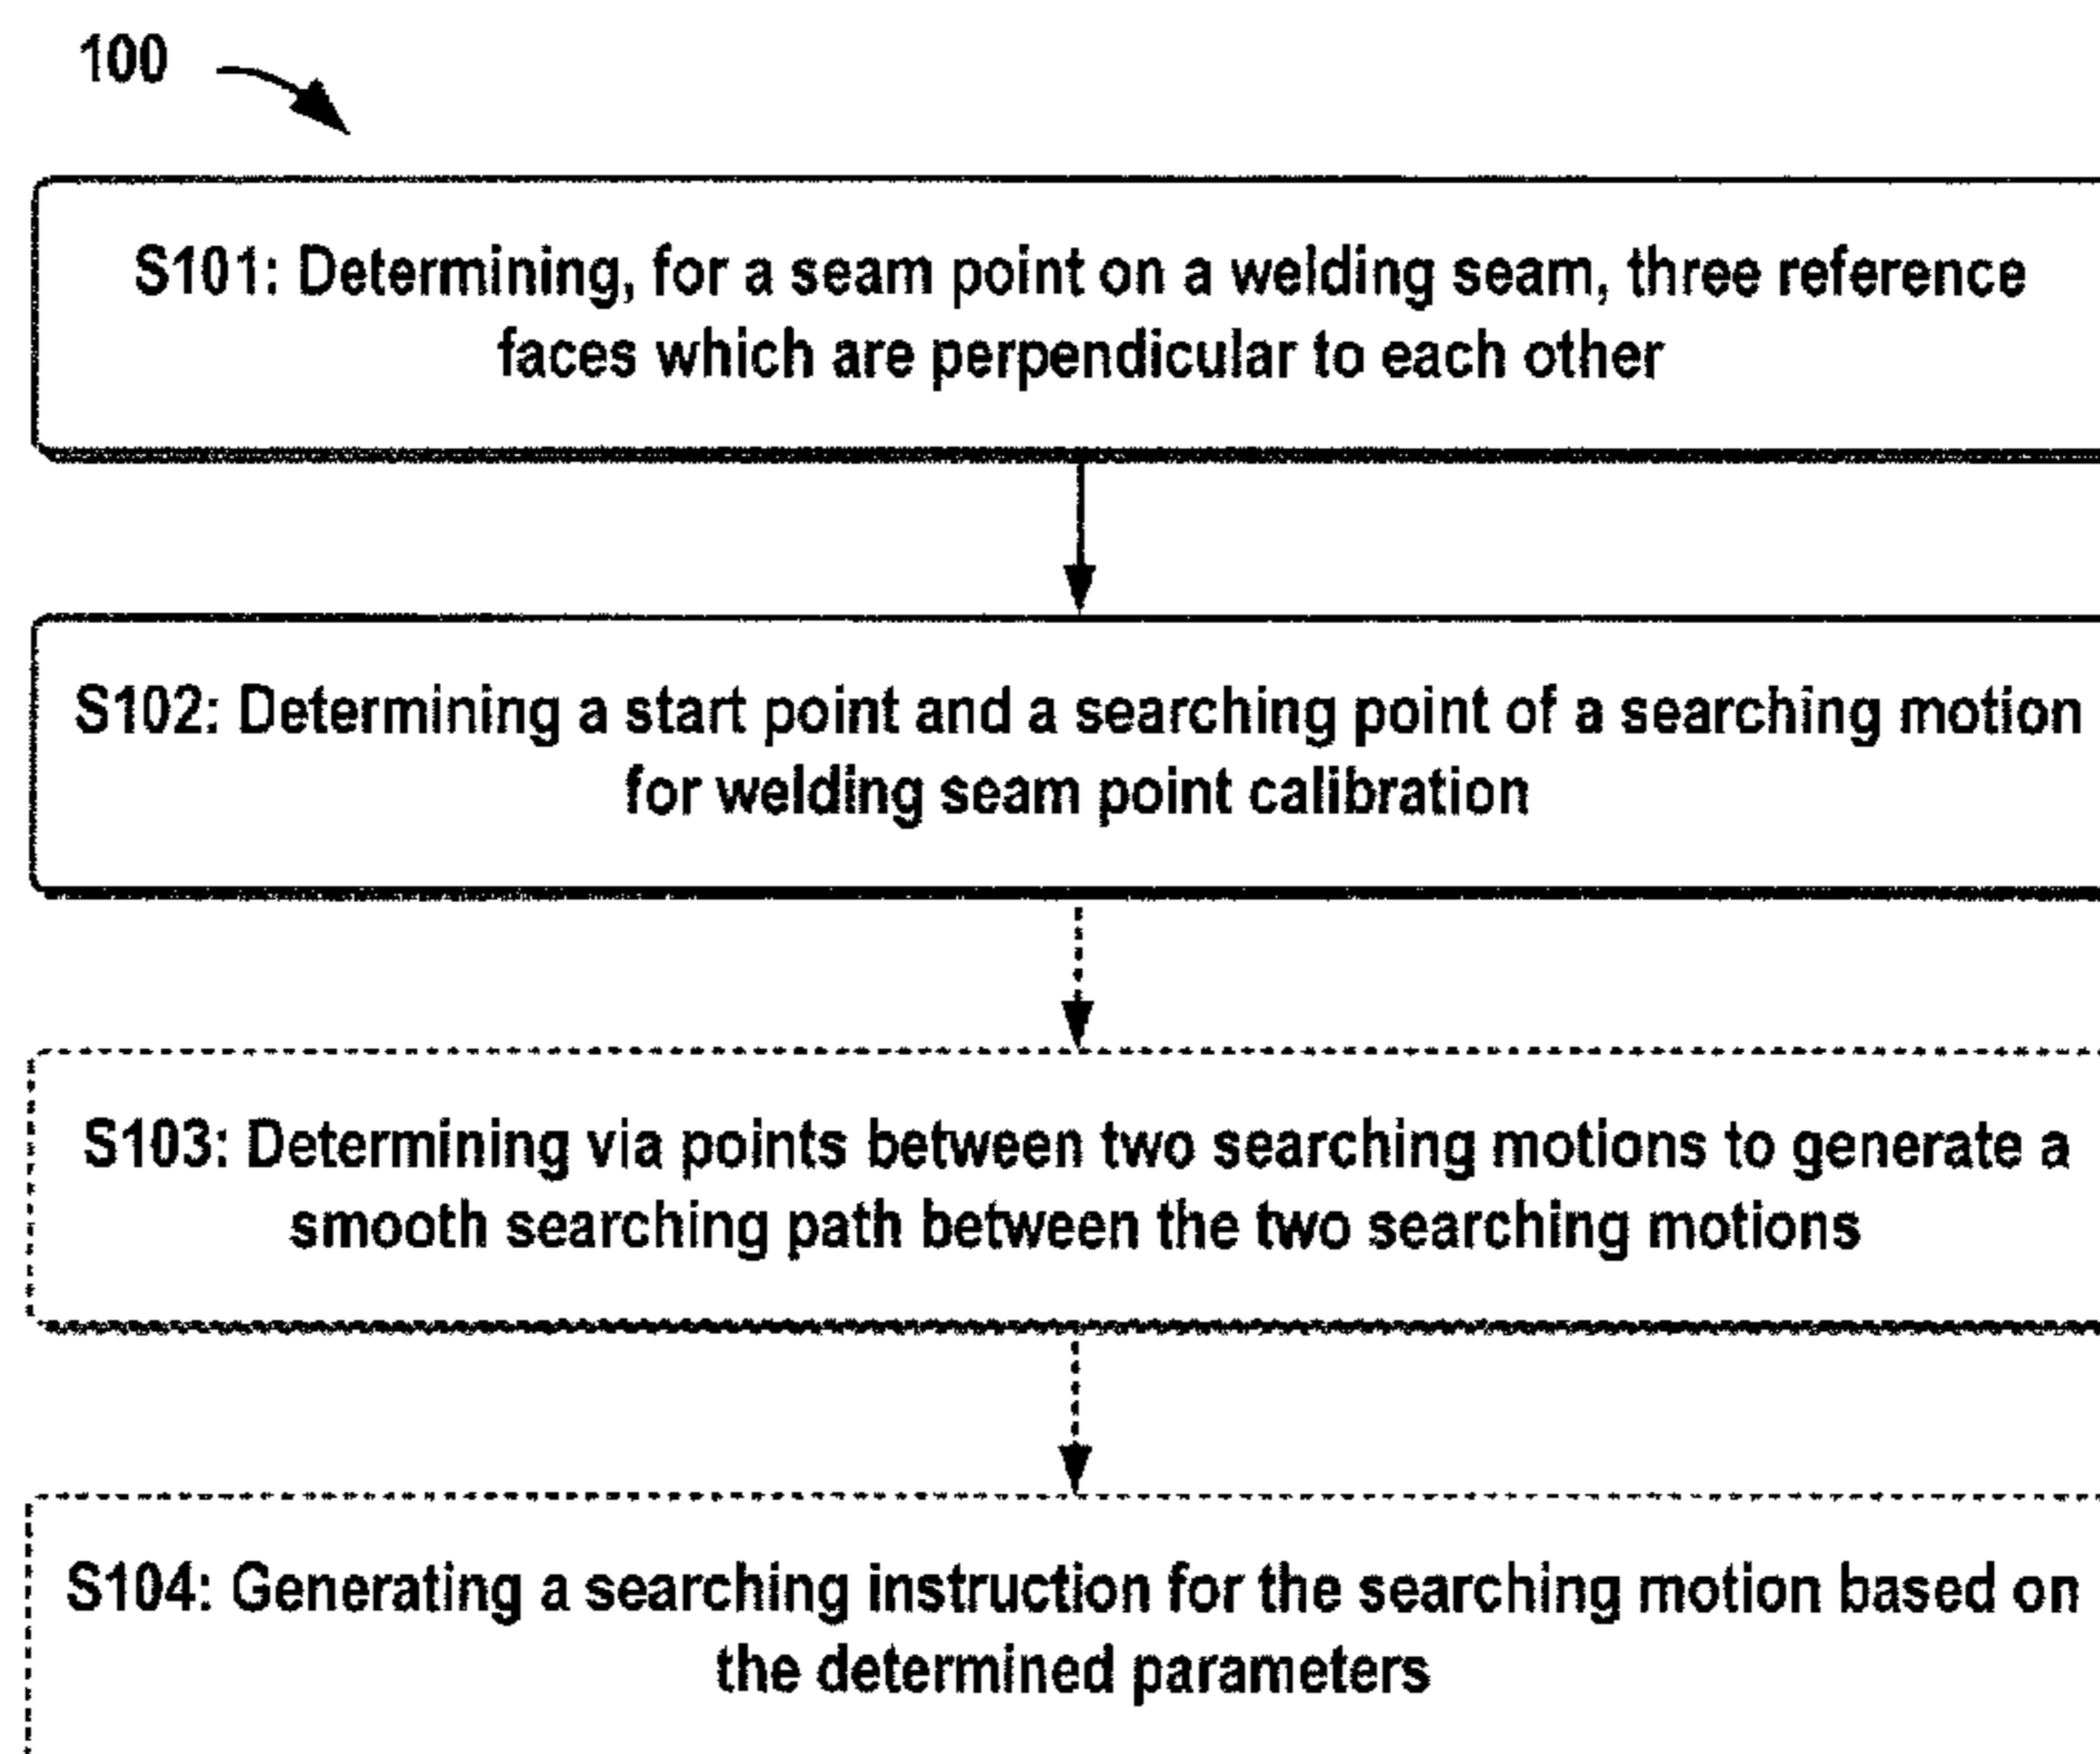 100
S101: Determining, for a seam point on a welding seam, three reference
faces which are perpendicular to each other
S102: Determining a start point and a searching point of a searching motion
for welding seam point calibration
S103: Determining via points between two searching motions to generate a
smooth searching path between the two searching motions
S104: Generating a searching instruction for the searching motion based on
the determined parameters